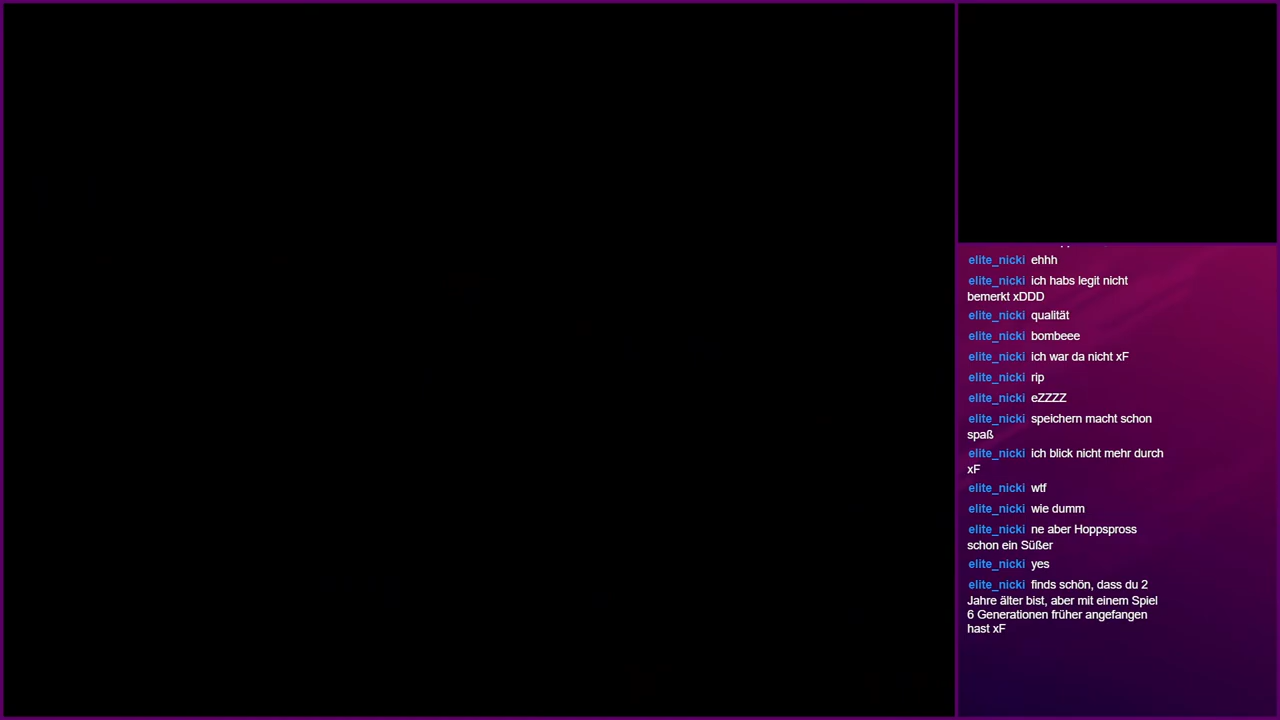 elite_nicki ehhh
elite_nicki ich habs legit nicht
bemerkt xDDD
elite_nicki qualität
elite_nicki bombeee
elite_nicki ich war da nicht xF
elite_nicki rip
elite_nicki eZZZZ
elite_nicki speichern macht schon
spaß
elite_nicki ich blick nicht mehr durch
xF
elite_nicki wtf
elite_nicki wie dumm
elite_nicki ne aber Hoppspross
schon ein Süßer
elite_nicki yes
elite_nicki finds schön, dass du 2
Jahre älter bist, aber mit einem Spiel
6 Generationen früher angefangen
hast xF